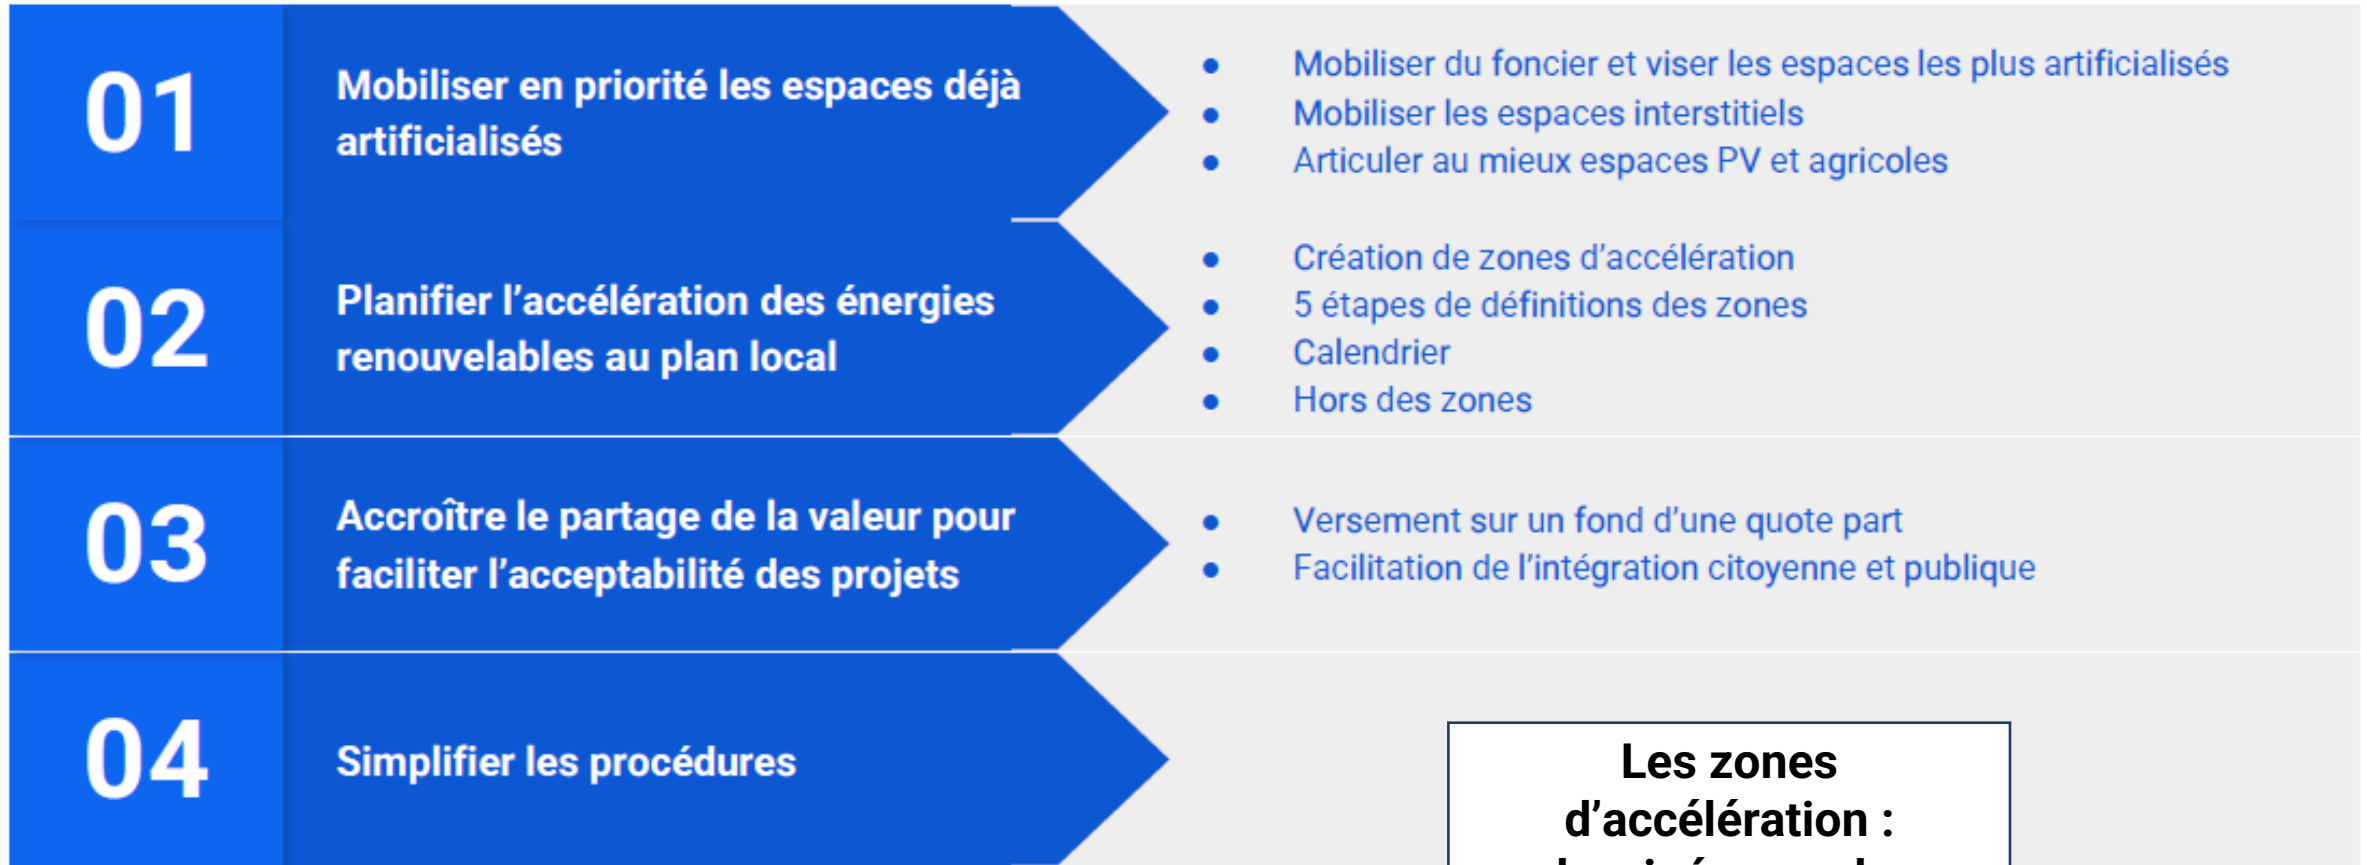 01
Mobiliser en priorité les espaces déjà
artificialisés
● Mobiliser du foncier et viser les espaces les plus artificialisés
● Mobiliser les espaces interstitiels
● Articuler au mieux espaces PV et agricoles
02
Planifier l’accélération des énergies
renouvelables au plan local
● Création de zones d’accélération
● 5 étapes de définitions des zones
● Calendrier
● Hors des zones
03
Accroître le partage de la valeur pour
faciliter l’acceptabilité des projets
● Versement sur un fond d’une quote part
● Facilitation de l’intégration citoyenne et publique
04
Simplifier les procédures
Les zones
d’accélération :